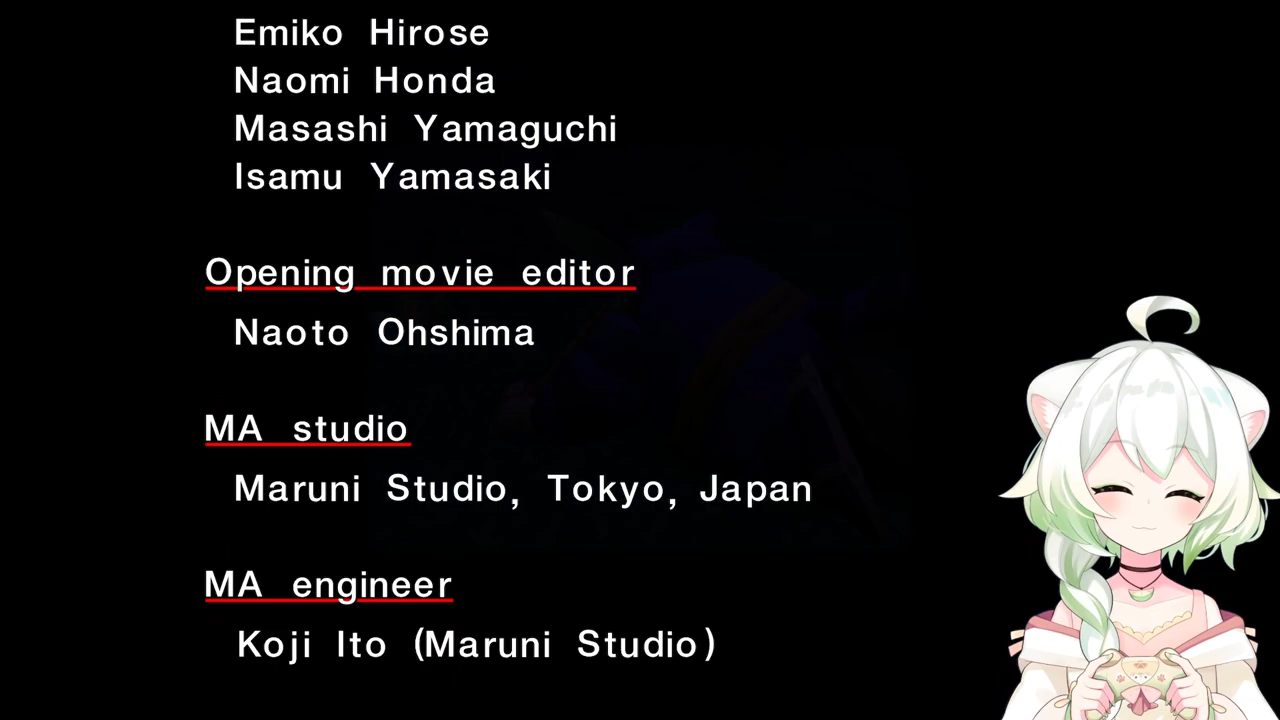 Emiko Hirose
Naomi Honda
Masashi Yamaguchi
Isamu Yamasaki
Opening movie editor
Naoto Ohshima
MA studio
Maruni Studio, Tokyo, Japan
MA engineer
Koji Ito (Maruni Studio)